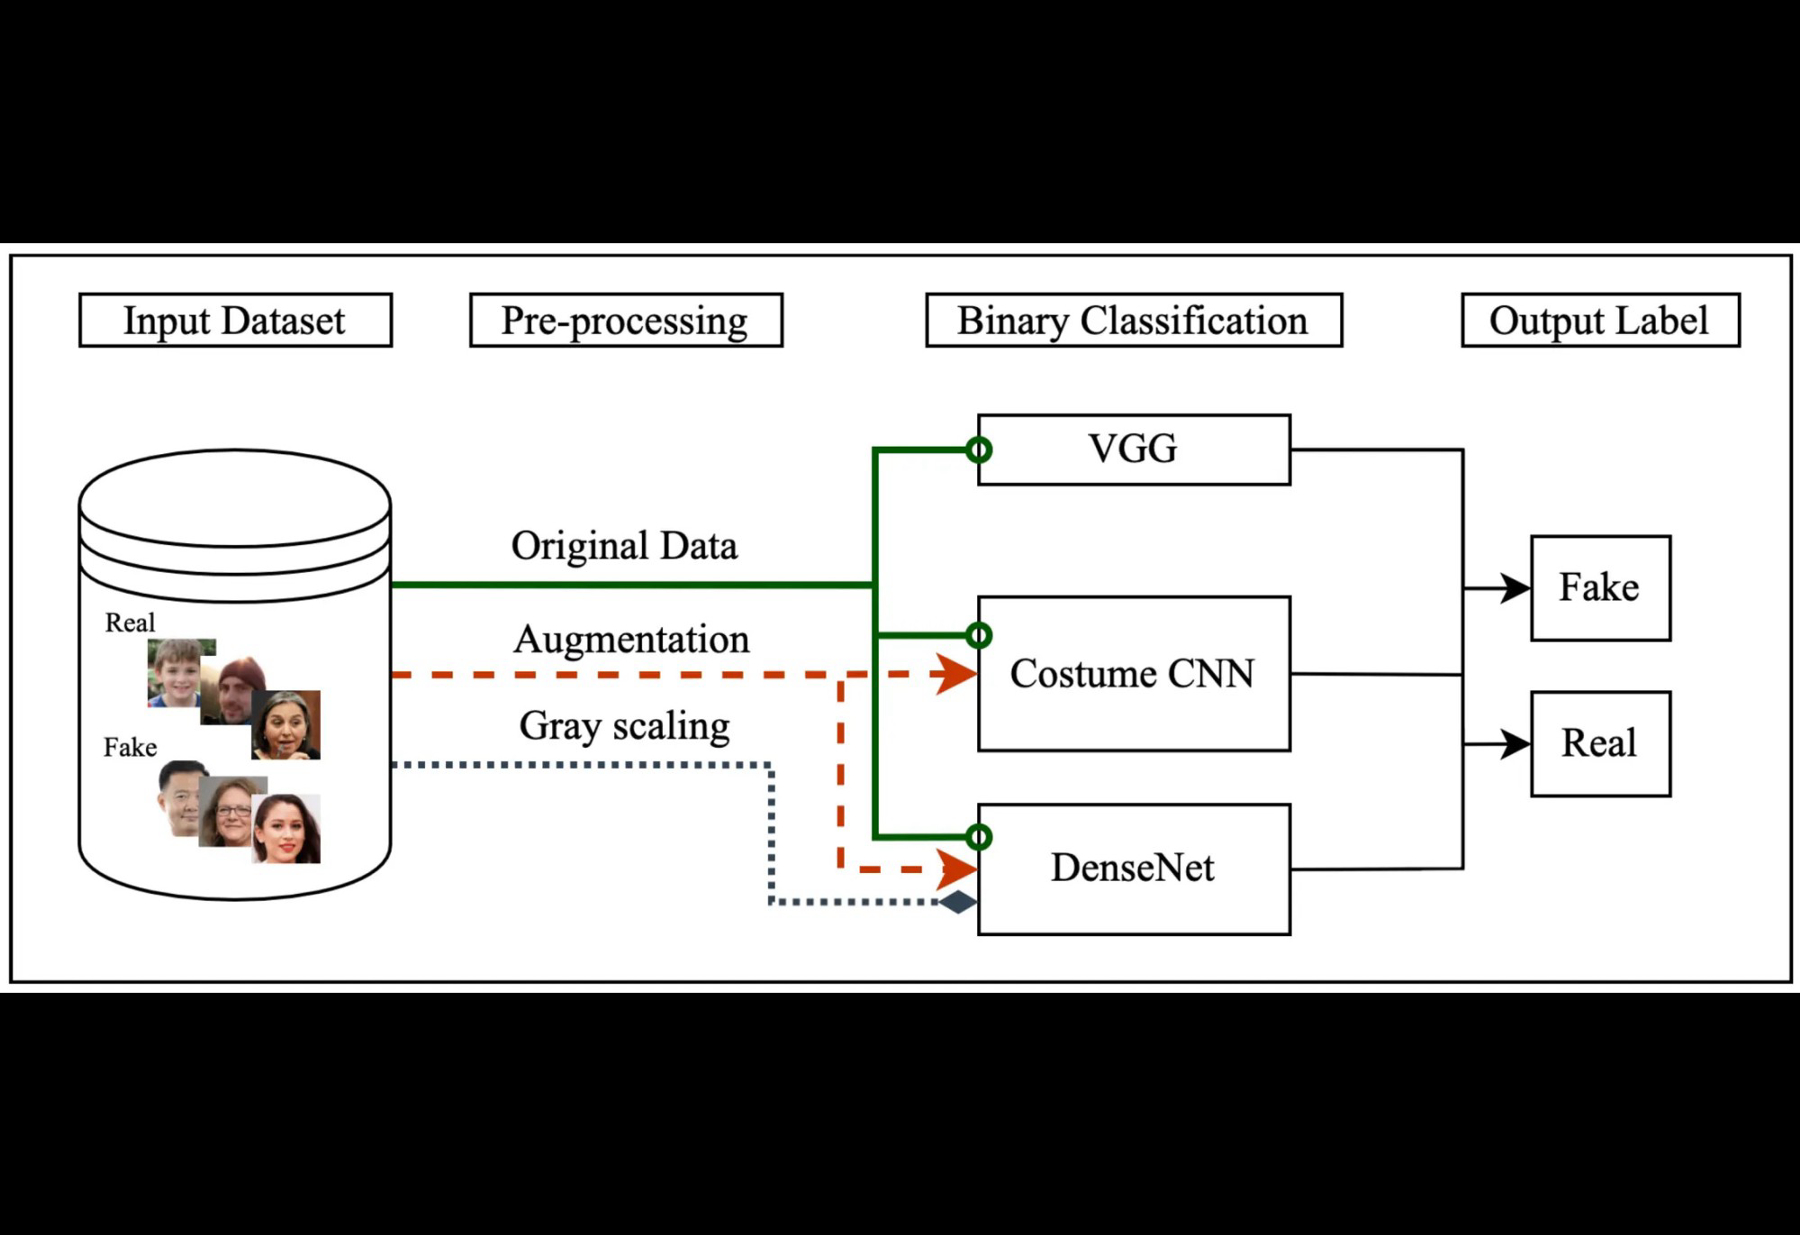 Input Dataset
Pre-processing
Binary Classification
Output Label
Real
Fake
Original Data
Augmentation
Gray scaling
VGG
Costume CNN
DenseNet
Fake
Real